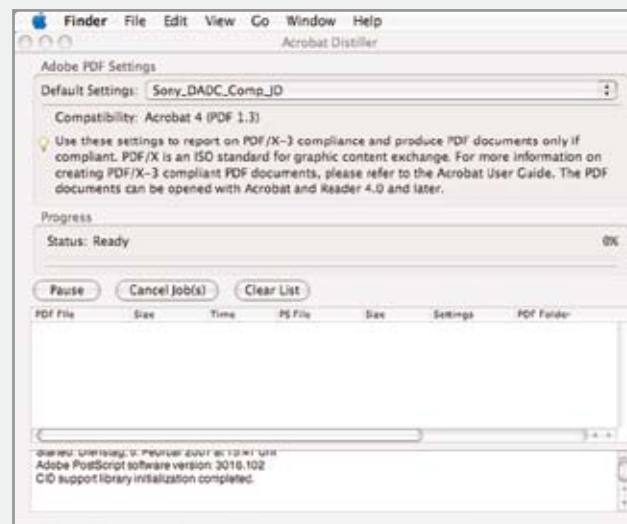 Finder File Edit View Go Window Help
Acrobat Distiller
Adobe PDF Settings
Default Settings: Sony_DADC_Comp_JD
Compatibility: Acrobat 4 (PDF 1.3)
Use these settings to report on PDF/X-3 compliance and produce PDF documents only if
compliant. PDF/X is an ISO standard for graphic content exchange. For more information on
creating PDF/X-3 compliant PDF documents, please refer to the Acrobat User Guide. The PDF
documents can be opened with Acrobat and Reader 4.0 and later.
Progress
Status: Ready 0%
Pause Cancel Job(s) Clear List
PDF File Size Time PS File Size Settings PDF Folder
Februar 2007
Adobe PostScript software version: 3016.102
CID support library initialization completed.